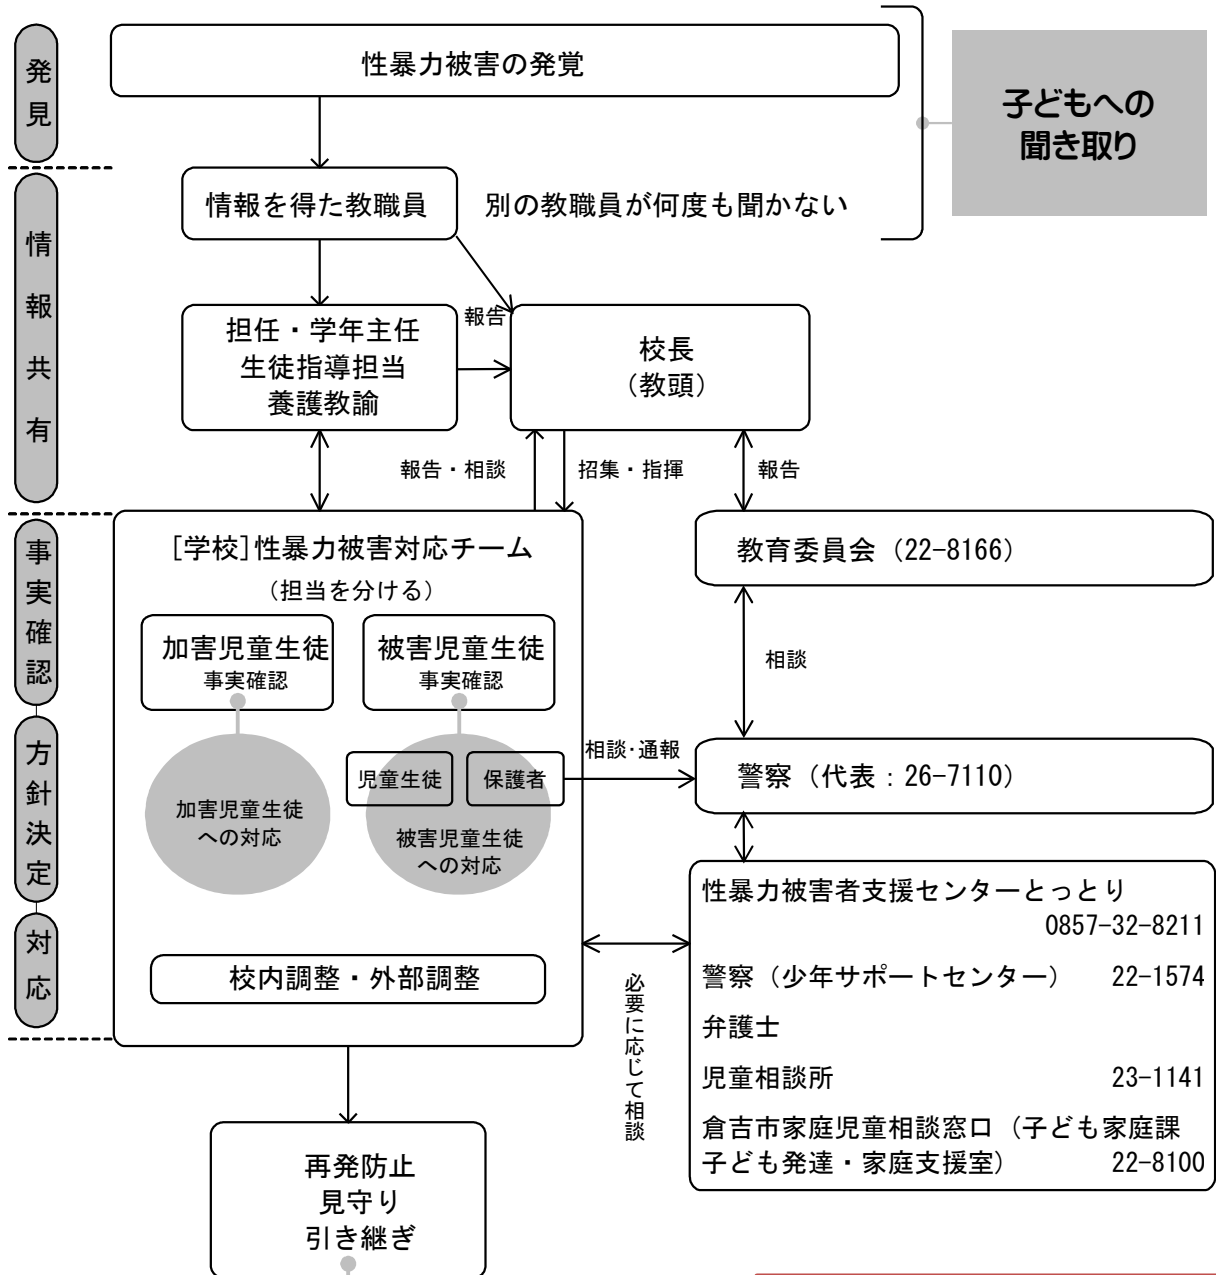 発見
性暴力被害の発覚
子どもへの
聞き取り
情報共有
情報を得た教職員
別の教職員が何度も聞かない
担任・学年主任
生徒指導担当
養護教諭
報告
校長
(教頭)
報告・相談
招集・指揮
報告
事実確認
[学校]性暴力被害対応チーム
(担当を分ける)
加害児童生徒
事実確認
被害児童生徒
事実確認
教育委員会(22-8166)
相談
方針決定
加害児童生徒
への対応
児童生徒
保護者
被害児童生徒
への対応
相談・通報
警察(代表：26-7110)
対応
校内調整・外部調整
必要に応じて相談
性暴力被害者支援センターとっとり
0857-32-8211
警察(少年サポートセンター) 22-1574
弁護士
児童相談所 23-1141
倉吉市家庭児童相談窓口(子ども家庭課
子ども発達・家庭支援室) 22-8100
再発防止
見守り
引き継ぎ